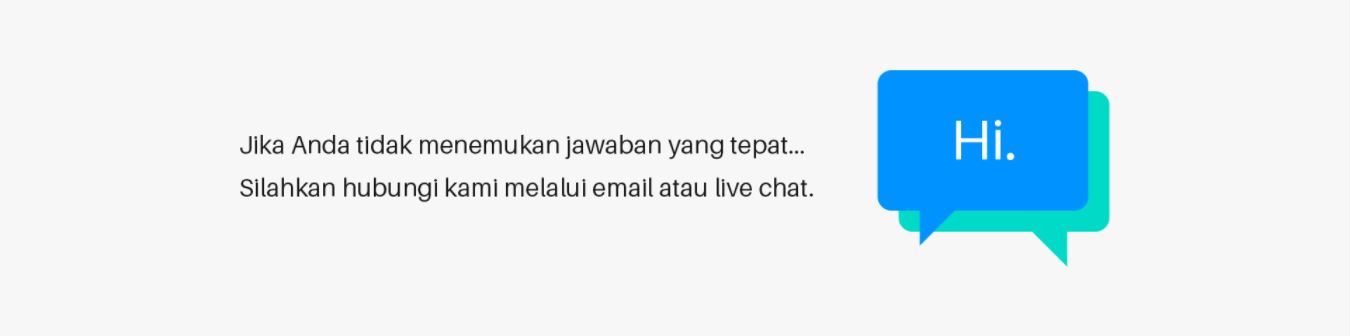 Jika Anda tidak menemukan jawaban yang tepat...
Silahkan hubungi kami melalui email atau live chat.
Hi.